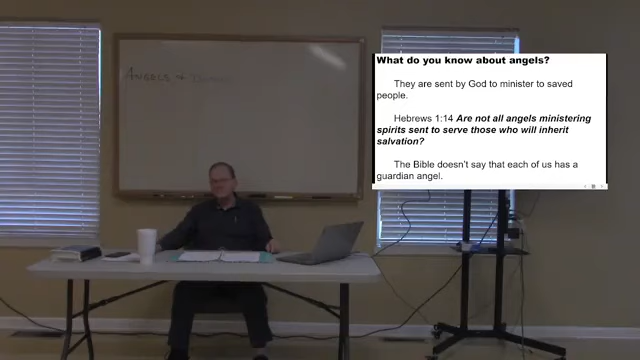 ANGELS &
What do you know about angels?
They are sent by God to minister to saved
people.
Hebrews 1:14 Are not all angels ministering
spirits sent to serve those who will inherit
salvation?
The Bible doesn't say that each of us has a
guardian angel.